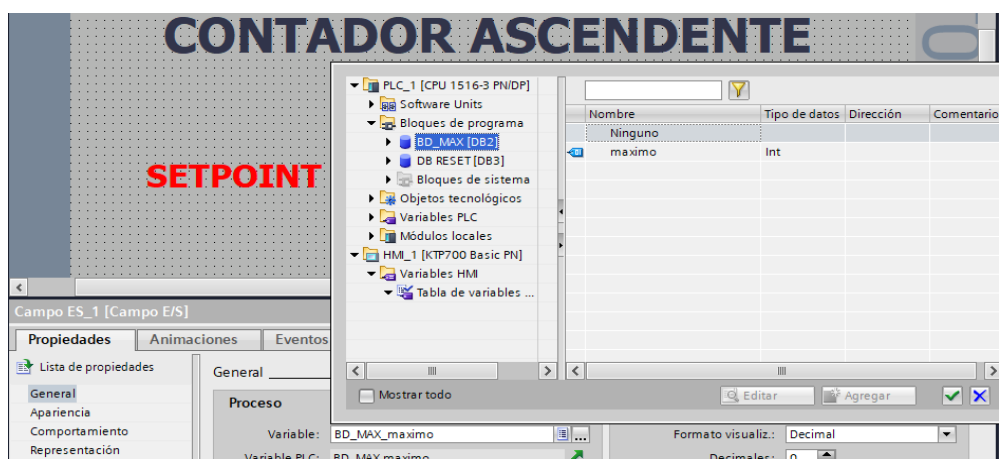 CONTADOR ASCENDENTE
SETPOINT
PLC_1 [CPU 1516-3 PN/DP]
Software Units
Bloques de programa
BD_MAX [DB2]
DB RESET [DB3]
Bloques de sistema
Objetos tecnológicos
Variables PLC
Módulos locales
HMI_1 [KTP700 Basic PN]
Variables HMI
Tabla de variables ...
Nombre Tipo de datos Dirección Comentario
Ninguno
maximo Int
Mostrar todo
Editar Agregar
Campo ES_1 [Campo E/S]
Propiedades Animaciones Eventos
Lista de propiedades
General
Apariencia
Comportamiento
Representación
General
Proceso
Variable: BD_MAX_maximo ...
Variable PLC: BD_MAX.maximo
Formato visualiz.: Decimal
Decimales: 0